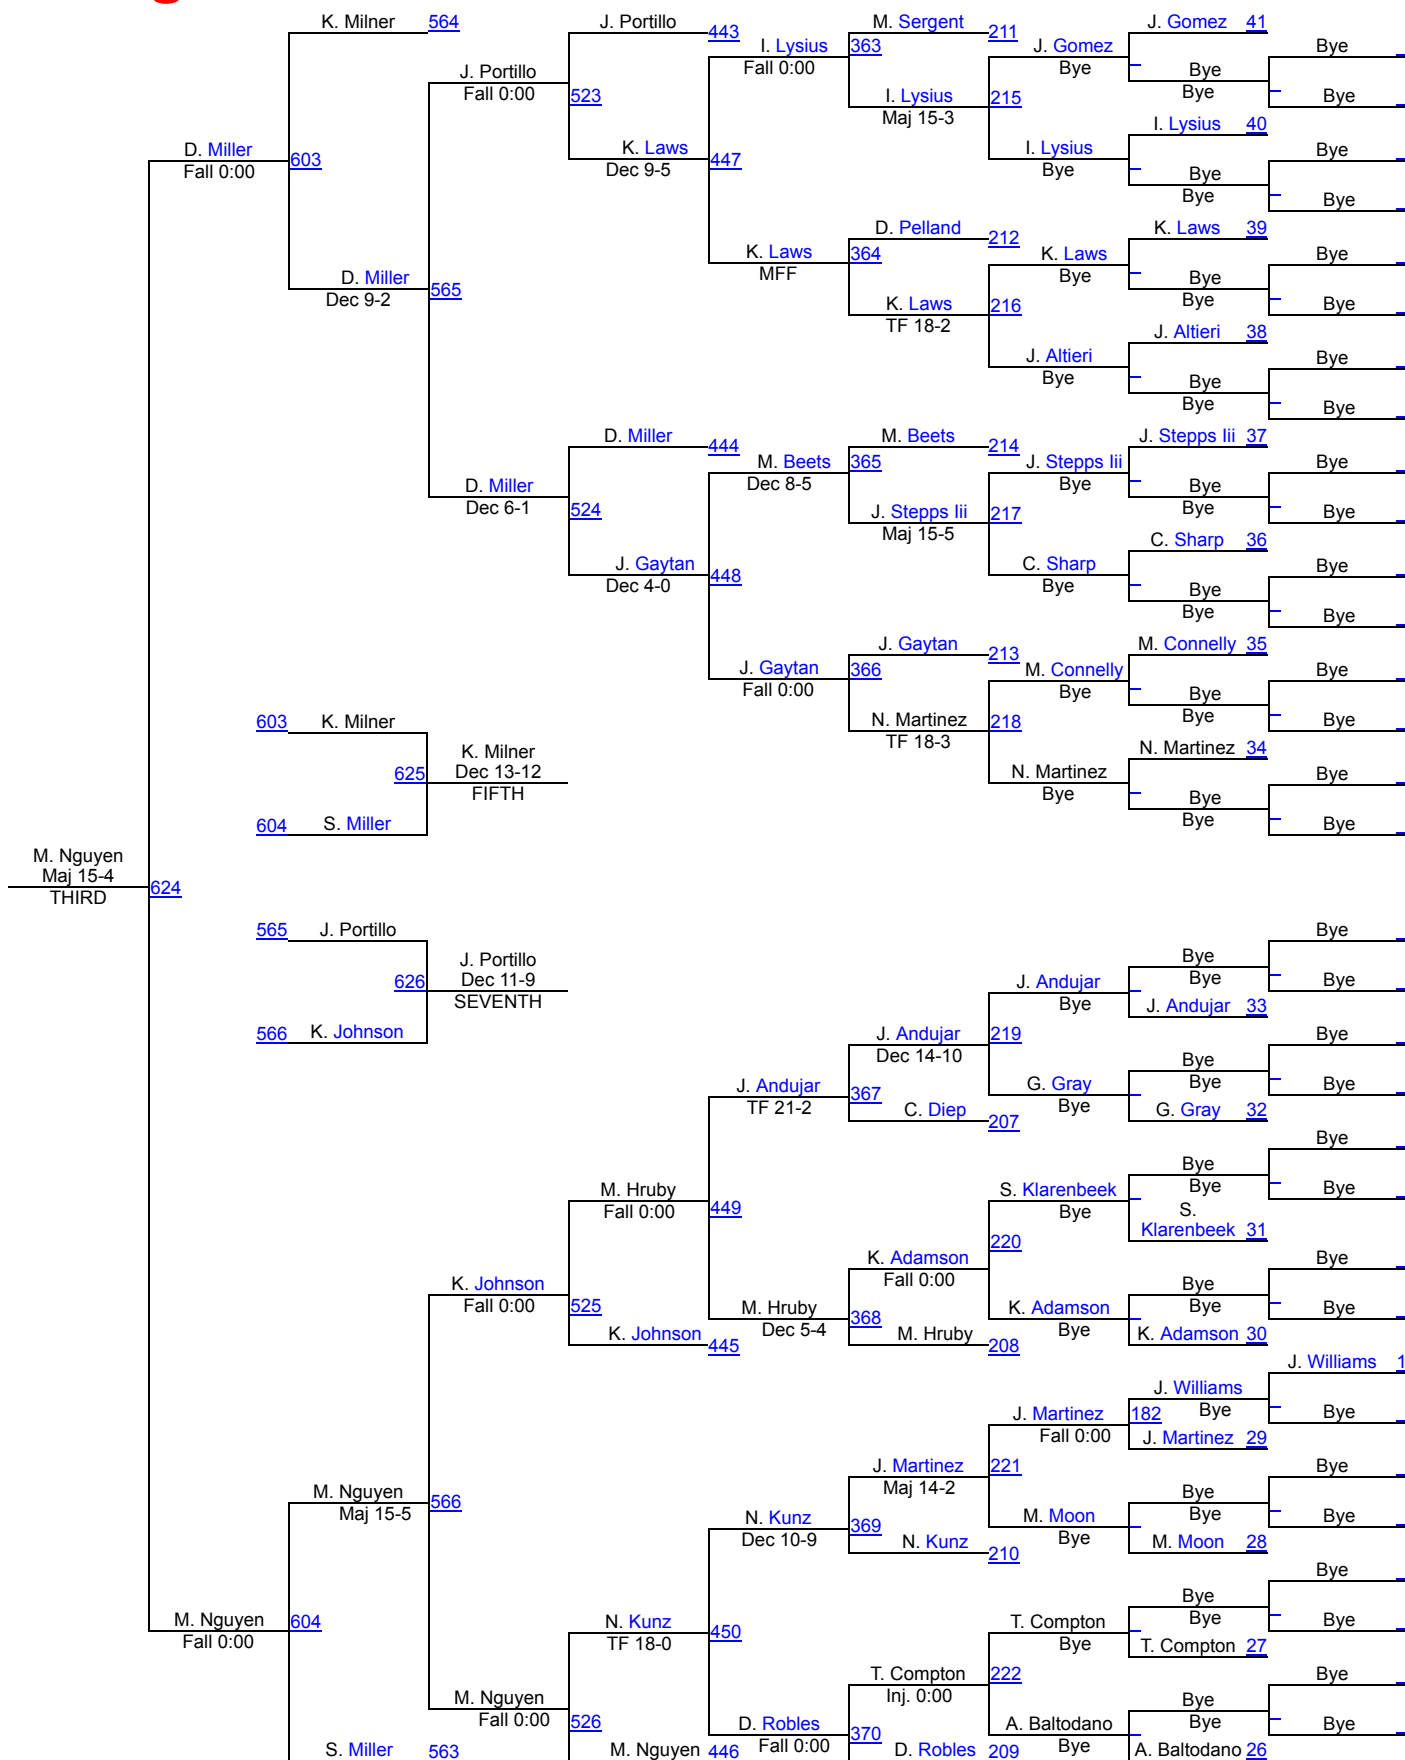 K. Milner 564
J. Portillo 443
M. Sergent 211
J. Gomez 41
I. Lysius 363
Fall 0:00
J. Gomez
Bye
Bye
J. Portillo
Fall 0:00
523
Bye
Bye
Bye
I. Lysius 215
Maj 15-3
I. Lysius 40
D. Miller 603
Fall 0:00
K. Laws 447
Dec 9-5
I. Lysius
Bye
Bye
Bye
Bye
Bye
D. Pelland 212
K. Laws 39
K. Laws 364
MFF
K. Laws
Bye
Bye
D. Miller 565
Dec 9-2
Bye
Bye
Bye
K. Laws 216
TF 18-2
J. Altieri 38
J. Altieri
Bye
Bye
Bye
Bye
Bye
D. Miller 444
M. Beets 214
J. Stepps Iii 37
M. Beets 365
Dec 8-5
J. Stepps Iii
Bye
Bye
D. Miller
Dec 6-1
524
Bye
Bye
Bye
J. Stepps Iii 217
Maj 15-5
C. Sharp 36
J. Gaytan 448
Dec 4-0
C. Sharp
Bye
Bye
Bye
Bye
Bye
J. Gaytan 213
M. Connelly 35
J. Gaytan 366
Fall 0:00
M. Connelly
Bye
Bye
Bye
Bye
Bye
603 K. Milner
N. Martinez 218
TF 18-3
N. Martinez 34
K. Milner
625 Dec 13-12
FIFTH
N. Martinez
Bye
Bye
Bye
Bye
Bye
604 S. Miller
M. Nguyen
Maj 15-4
THIRD
624
565 J. Portillo
Bye
J. Portillo
626 Dec 11-9
SEVENTH
Bye
Bye
Bye
J. Andujar
Bye
J. Andujar 33
566 K. Johnson
J. Andujar 219
Dec 14-10
Bye
Bye
Bye
Bye
J. Andujar 367
TF 21-2
G. Gray
Bye
C. Diep 207
G. Gray 32
Bye
M. Hruby 449
Fall 0:00
S. Klarenbeek
Bye
Bye
Bye
Bye
S.
Klarenbeek 31
220
K. Adamson
Fall 0:00
Bye
K. Johnson
Fall 0:00
525
M. Hruby 368
Dec 5-4
K. Adamson
Bye
Bye
Bye
Bye
K. Johnson 445
M. Hruby 208
K. Adamson 30
J. Williams 1
J. Williams
182 Bye
Bye
J. Martinez
Fall 0:00
J. Martinez 29
J. Martinez 221
Maj 14-2
Bye
M. Nguyen 566
Maj 15-5
N. Kunz 369
Dec 10-9
M. Moon
Bye
Bye
Bye
Bye
N. Kunz 210
M. Moon 28
Bye
M. Nguyen 604
Fall 0:00
N. Kunz 450
TF 18-0
T. Compton
Bye
Bye
Bye
Bye
T. Compton 27
T. Compton 222
Inj. 0:00
Bye
M. Nguyen
Fall 0:00
526
D. Robles 370
Fall 0:00
A. Baltodano
Bye
Bye
Bye
Bye
S. Miller 563
M. Nguyen 446
D. Robles 209
A. Baltodano 26